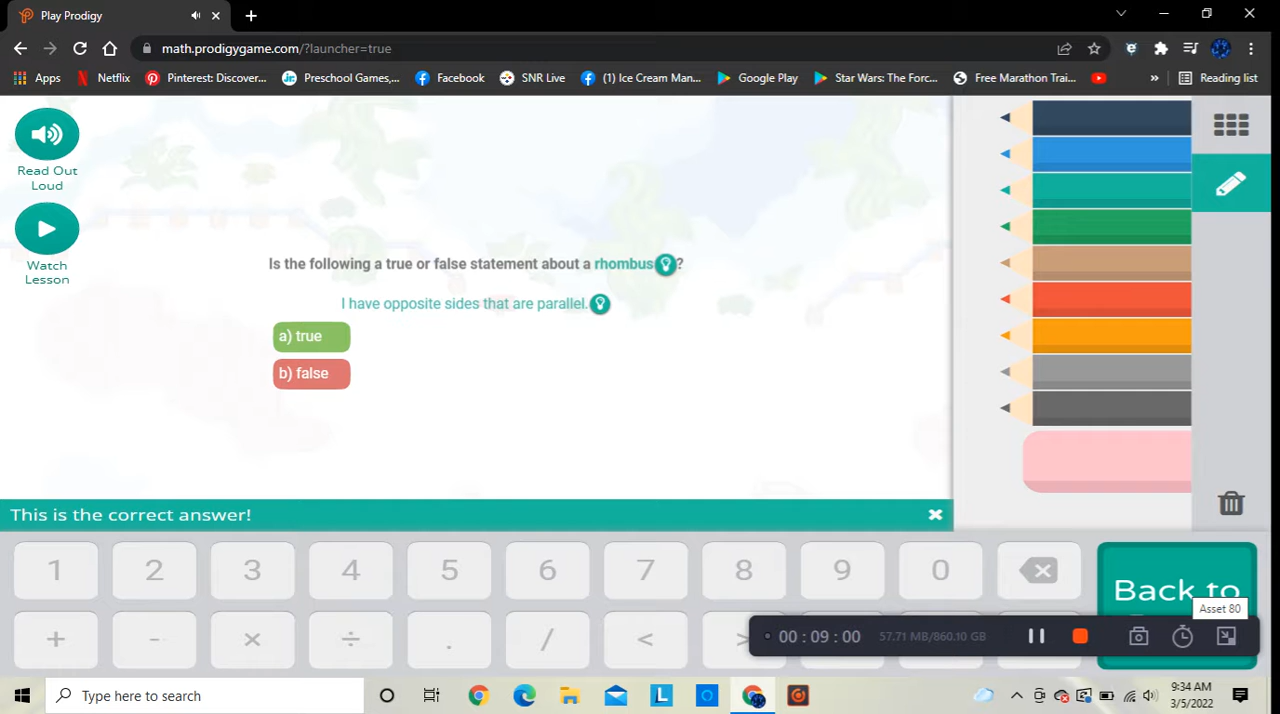 Play Prodigy
math.prodigygame.com/?launcher=true
Apps Netflix Pinterest: Discover... Preschool Games,... Facebook SNR Live (1) Ice Cream Man... Google Play Star Wars: The Forc... Free Marathon Trai... » Reading list
Read Out
Loud
Watch
Lesson
Is the following a true or false statement about a rhombus ?
I have opposite sides that are parallel.
a) true
b) false
This is the correct answer!
1 2 3 4 5 6 7 8 9 0
Back to
Asset 80
+ - × ÷ . / < >
00 : 09 : 00 57.71 MB/860.10 GB
Type here to search
9:34 AM
3/5/2022